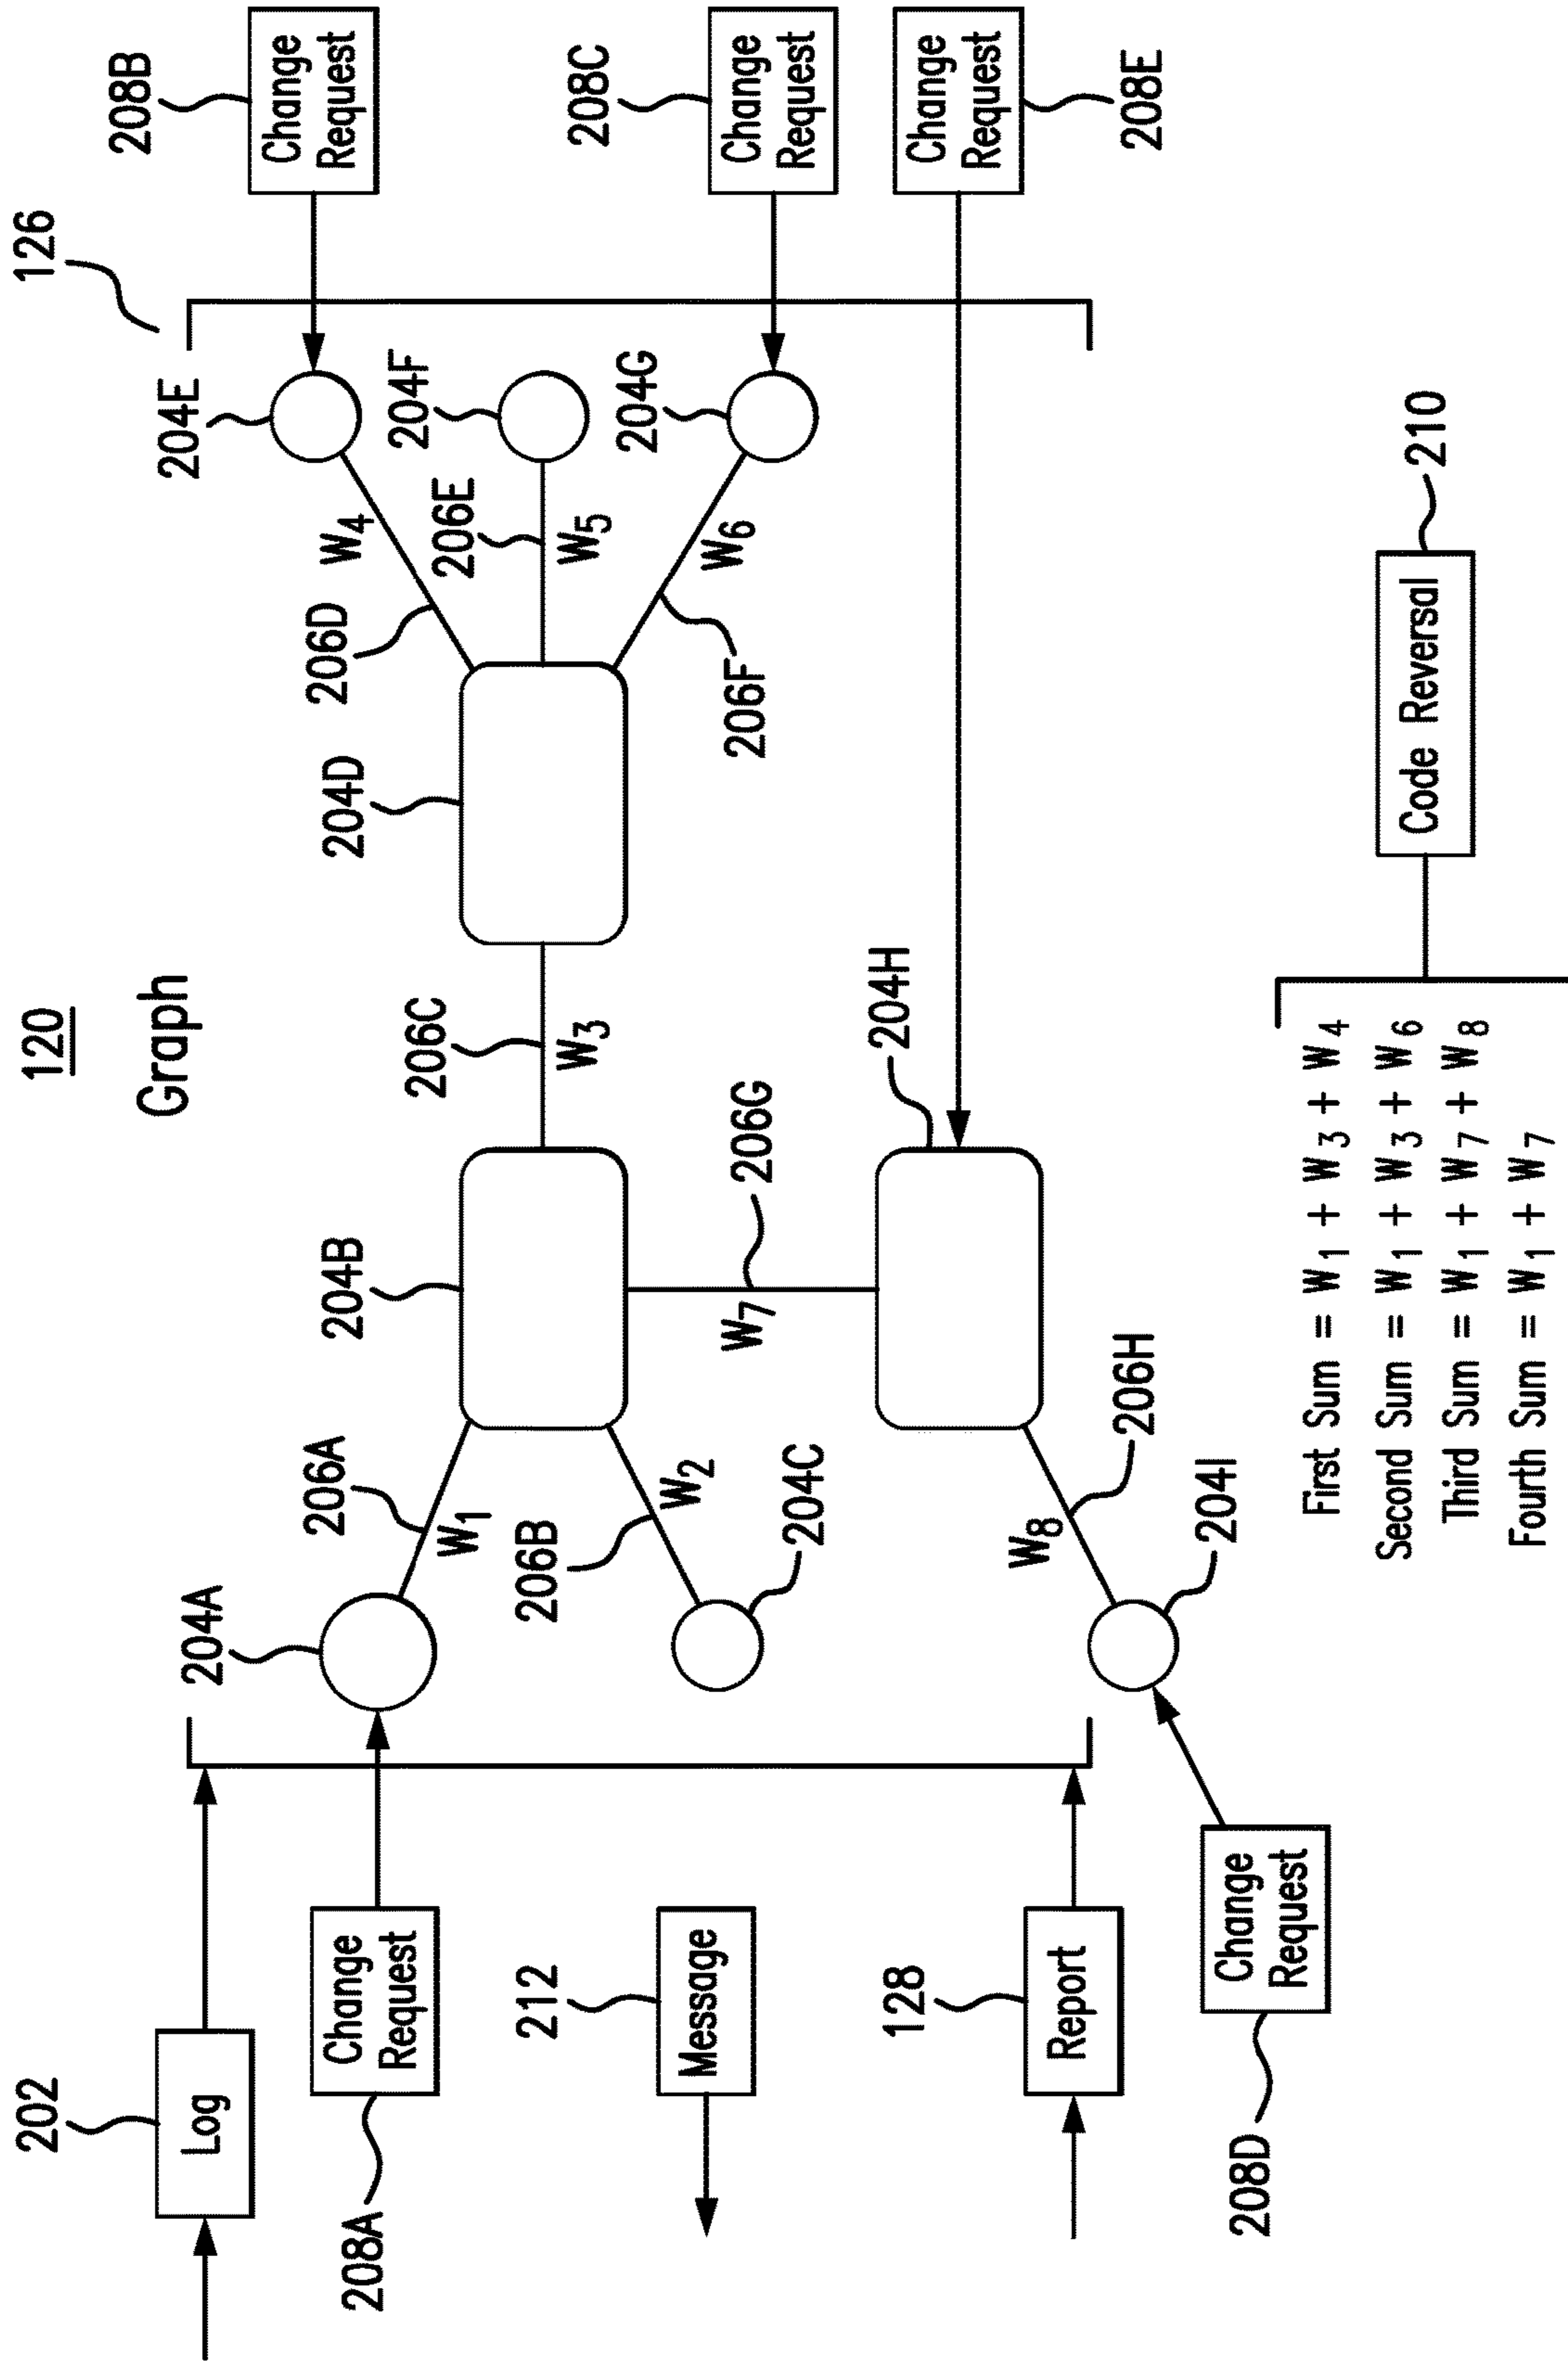 120
Graph
126
202
Log
204A
206A
W1
204B
206C
W3
204D
206D
W4
204E
208B
Change
Request
208A
Change
Request
206B
W2
204C
206E
W5
204F
212
Message
W7
206G
206F
W6
204G
208C
Change
Request
128
Report
204H
208E
Change
Request
W8
206H
204I
208D
Change
Request
First Sum = W1 + W3 + W4
Second Sum = W1 + W3 + W6
Third Sum = W1 + W7 + W8
Fourth Sum = W1 + W7
Code Reversal
210